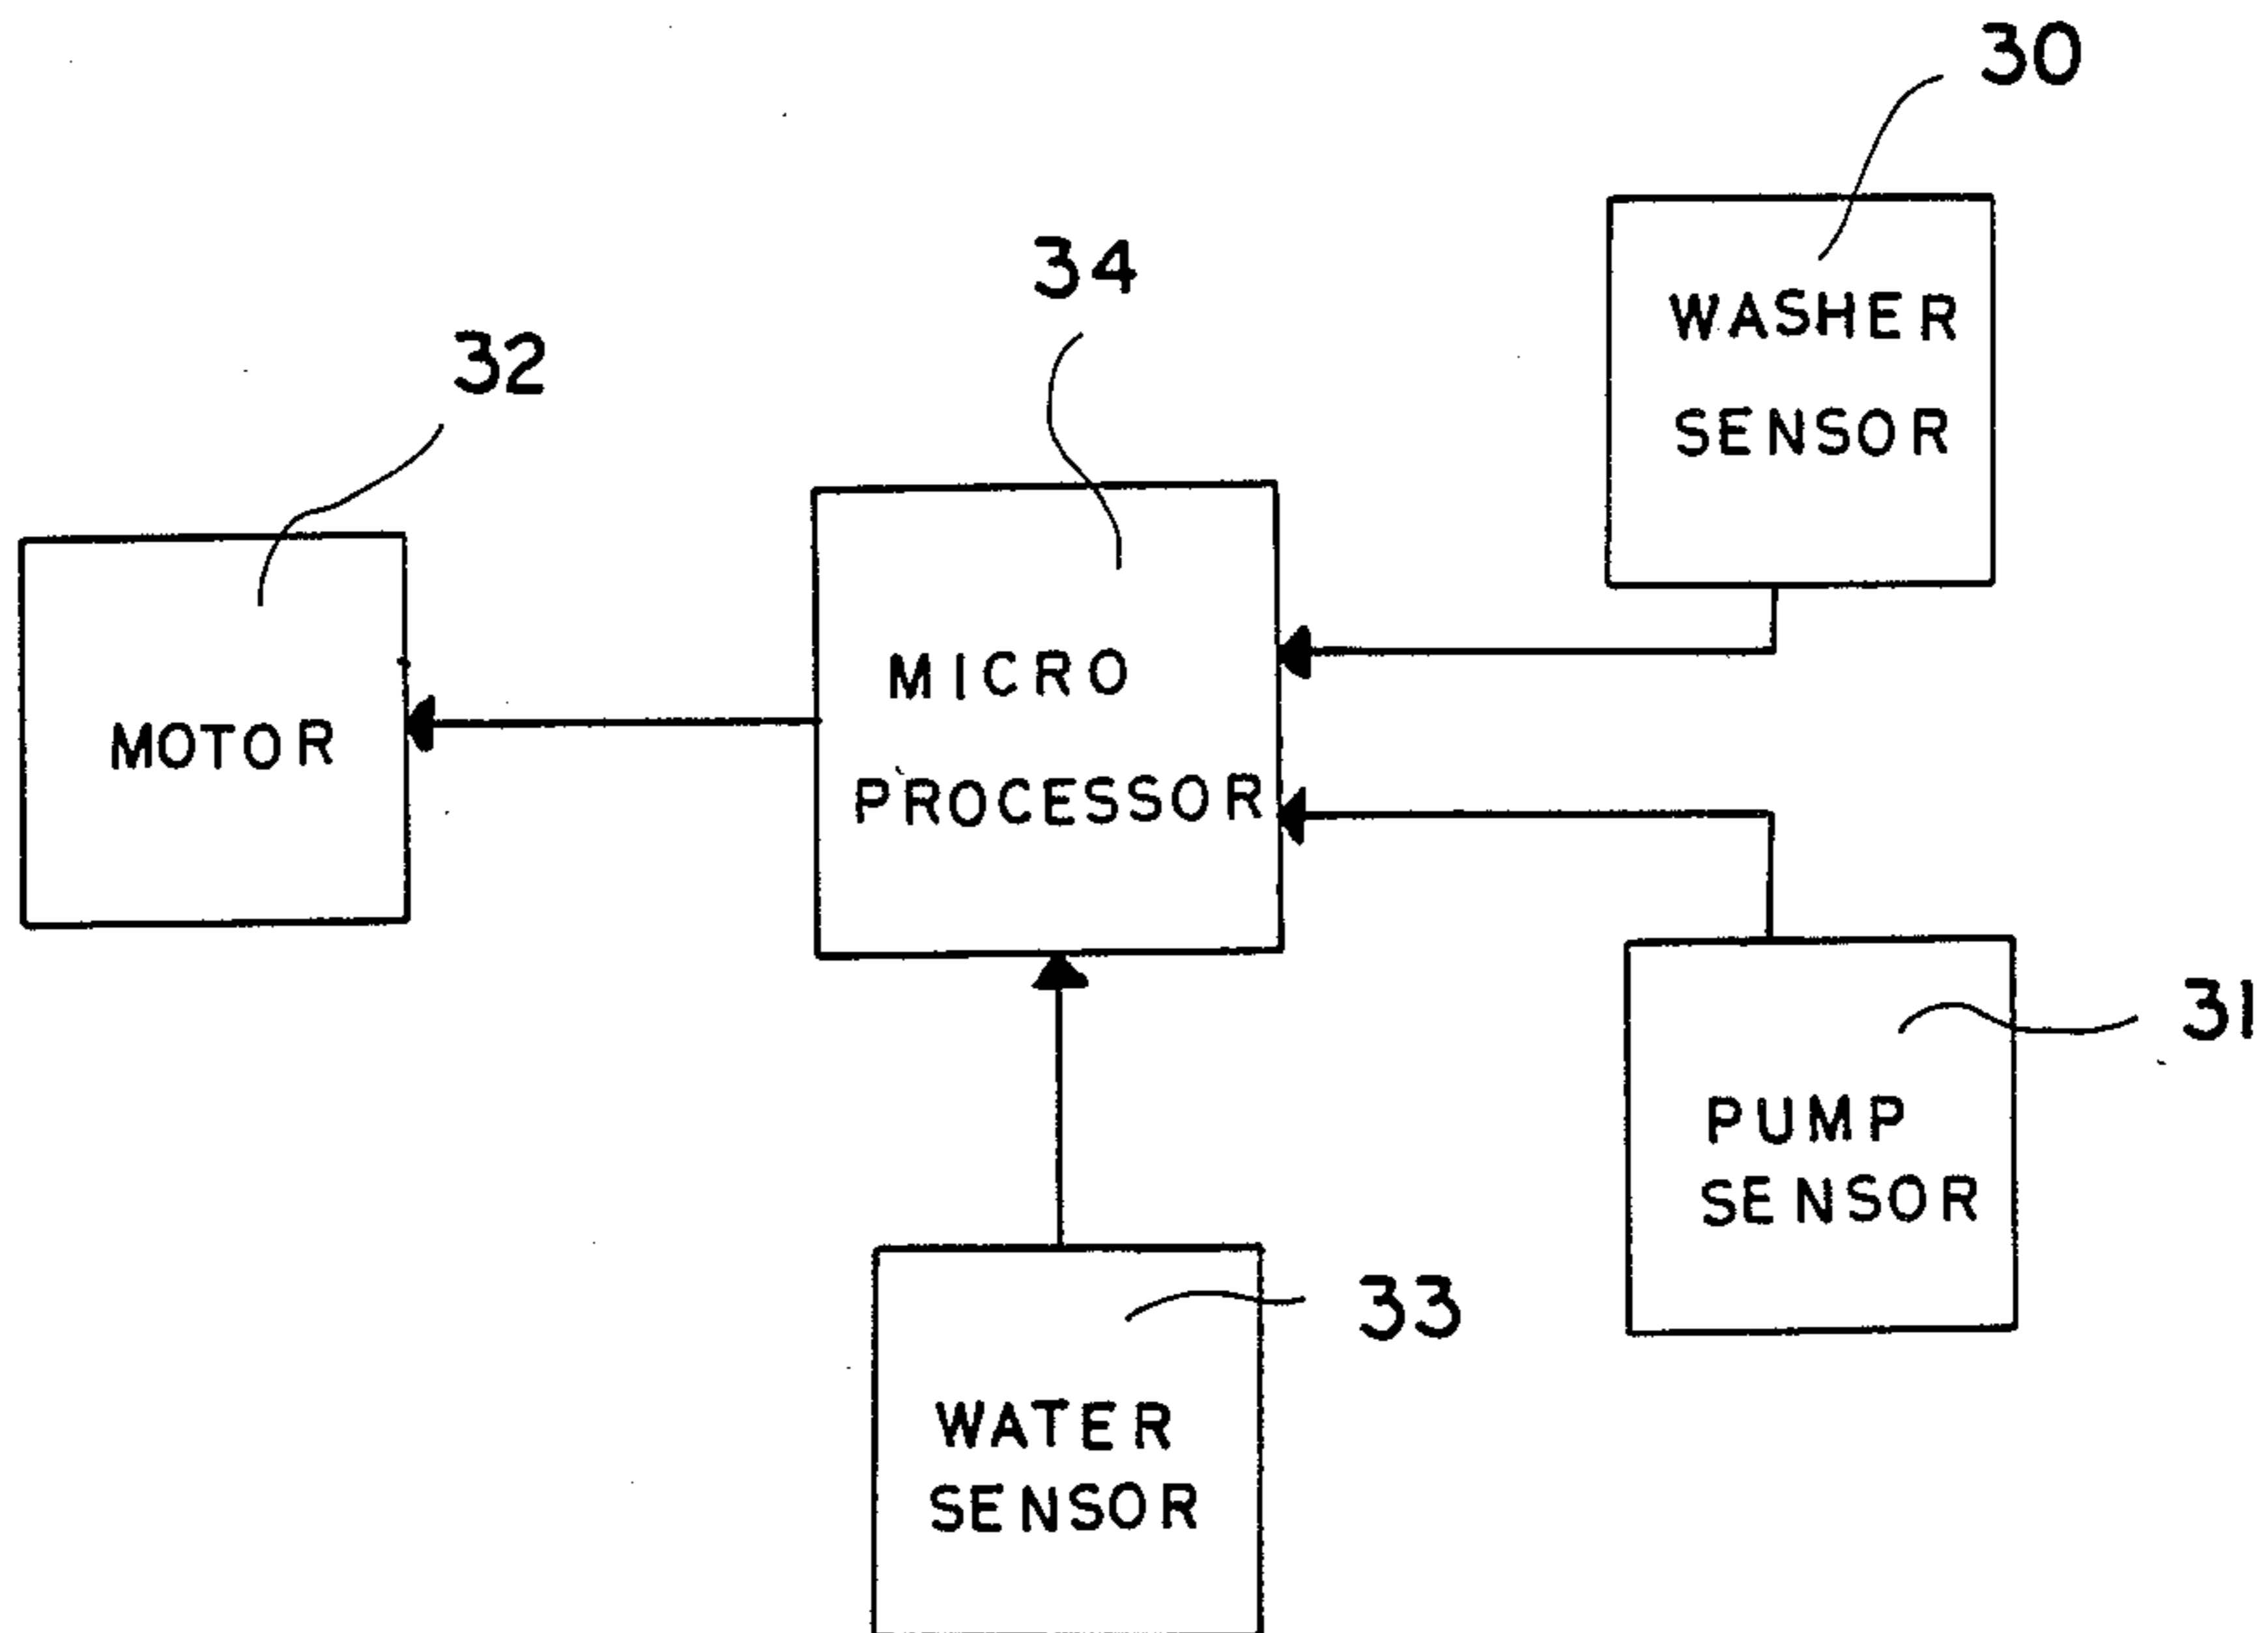 30
34
32
WASHER
SENSOR
MICRO
PROCESSOR
MOTOR
31
PUMP
SENSOR
33
WATER
SENSOR